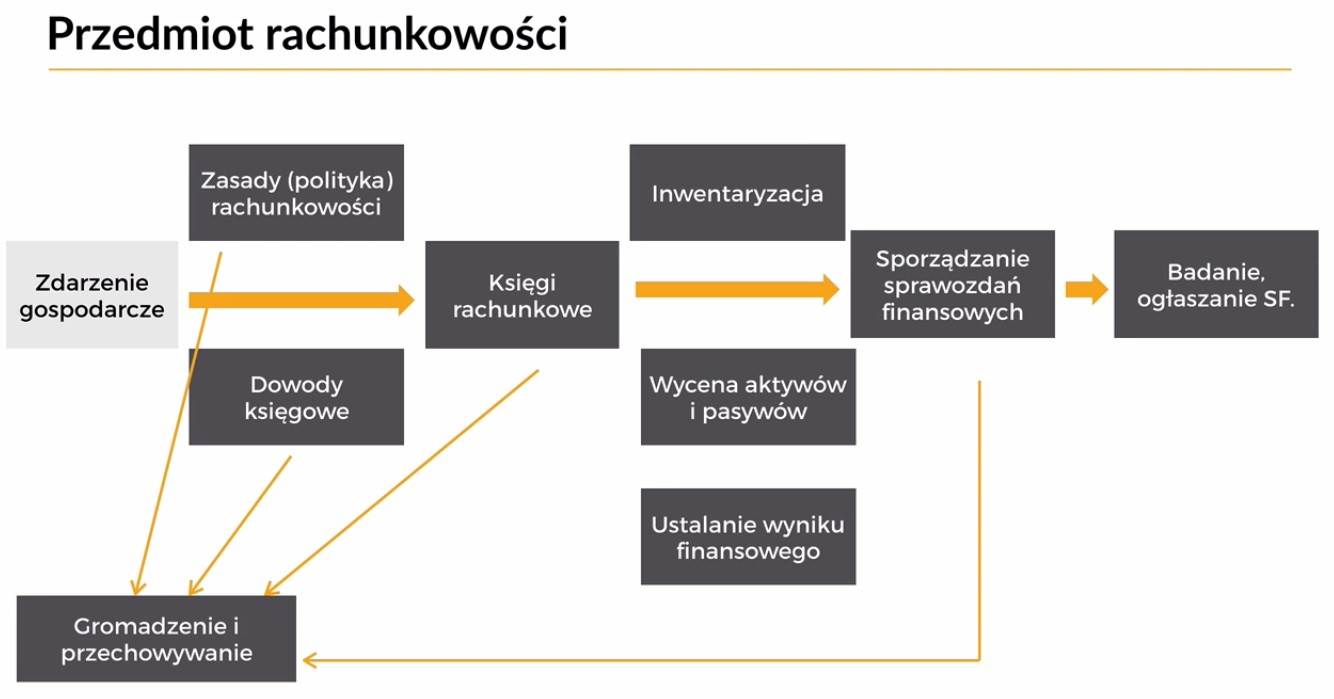 Przedmiot rachunkowości
Zasady (polityka)
rachunkowości
Inwentaryzacja
Zdarzenie
gospodarcze
Księgi
rachunkowe
Sporządzanie
sprawozdań
finansowych
Badanie,
ogłaszanie SF.
Dowody
księgowe
Wycena aktywów
i pasywów
Ustalanie wyniku
finansowego
Gromadzenie i
przechowywanie